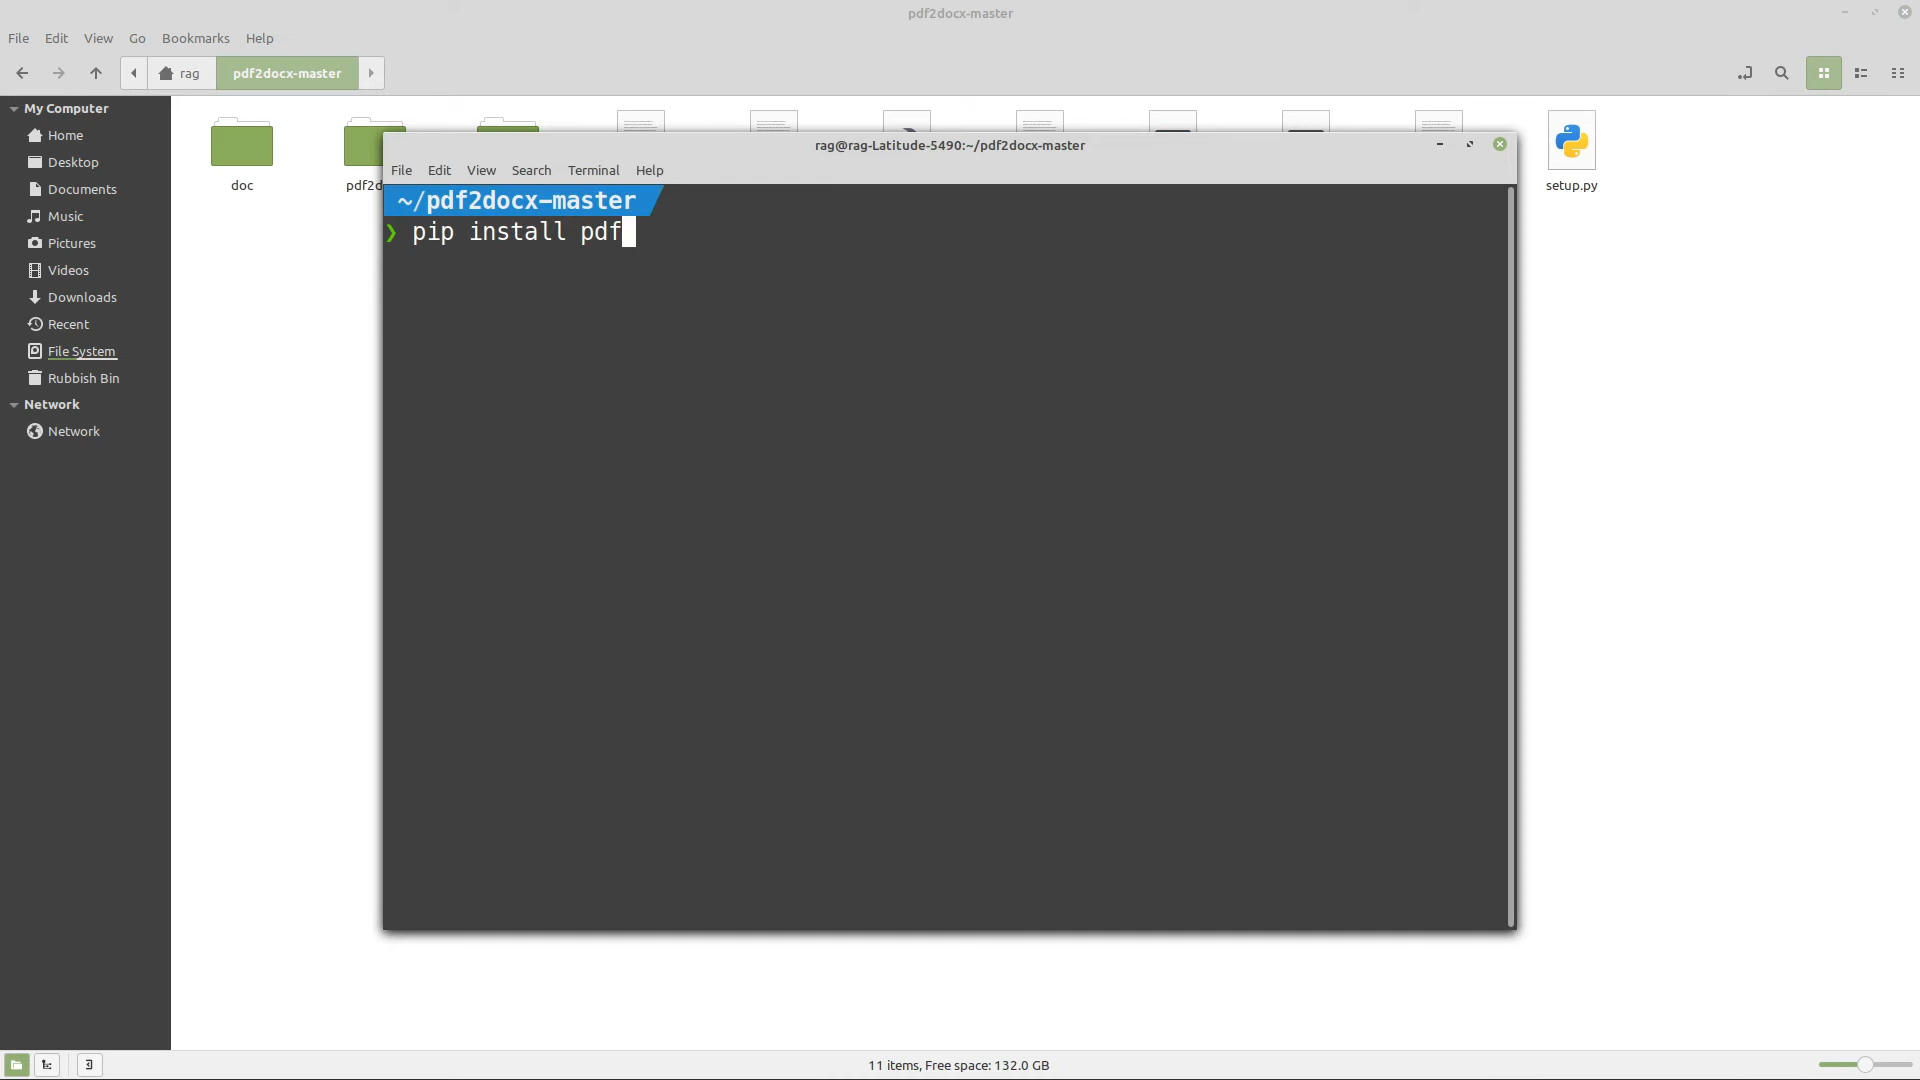 pdf2docx-master
File Edit View Go Bookmarks Help
rag pdf2docx-master
My Computer
Home
Desktop
Documents
Music
Pictures
Videos
Downloads
Recent
File System
Rubbish Bin
Network
Network
doc
pdf2d
setup.py
rag@rag-Latitude-5490:~/pdf2docx-master
File Edit View Search Terminal Help
~/pdf2docx-master
❯ pip install pdf
11 items, Free space: 132.0 GB